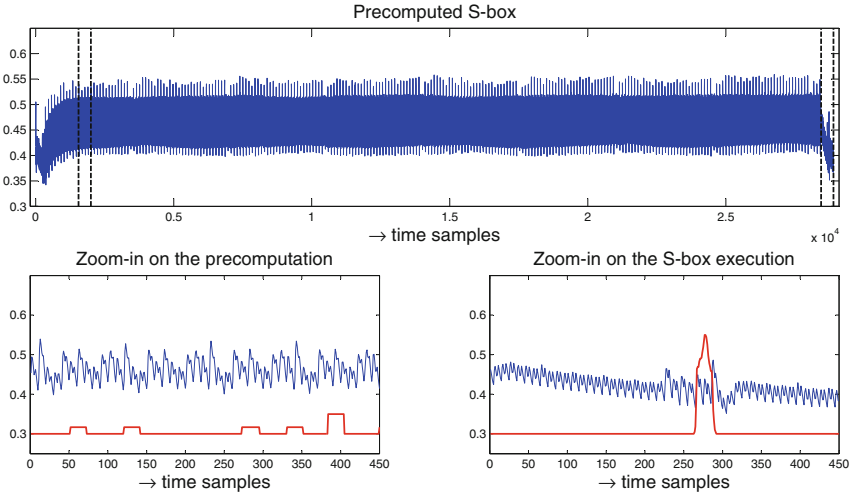 Precomputed S-box
0.6
0.55
0.5
0.45
0.4
0.35
0.3
0 0.5 1 1.5 2 2.5
→ time samples
x 10^4
Zoom-in on the precomputation
0.6
0.5
0.4
0.3
0 50 100 150 200 250 300 350 400 450
→ time samples
Zoom-in on the S-box execution
0.6
0.5
0.4
0.3
0 50 100 150 200 250 300 350 400 450
→ time samples